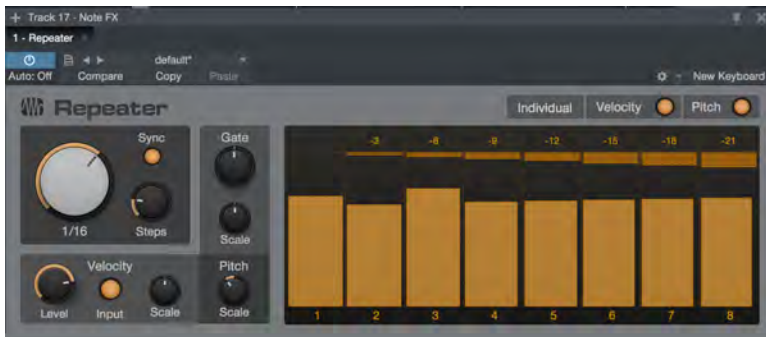 Track 17 - Note FX
1 - Repeater
default*
Auto: Off Compare Copy Paste
New Keyboard
Repeater
Individual Velocity Pitch
Sync
Gate
-3 -6 -9 -12 -15 -18 -21
1/16 Steps
Scale
Velocity
Pitch
Level Input Scale Scale
1 2 3 4 5 6 7 8